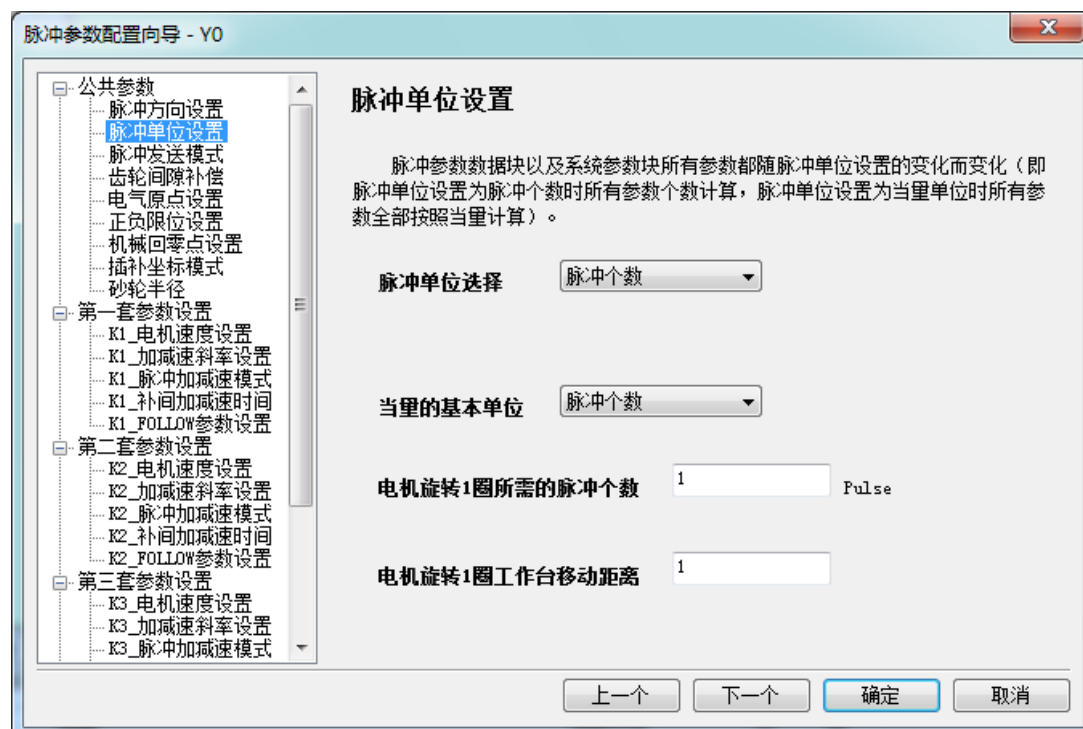 脉冲参数配置向导 - Y0
公共参数
脉冲方向设置
脉冲单位设置
脉冲发送模式
齿轮间隙补偿
电气原点设置
正负限位设置
机械回零点设置
插补坐标模式
砂轮半径
第一套参数设置
K1_电机速度设置
K1_加减速斜率设置
K1_脉冲加减速模式
K1_补间加减速时间
K1_FOLLOW参数设置
第二套参数设置
K2_电机速度设置
K2_加减速斜率设置
K2_脉冲加减速模式
K2_补间加减速时间
K2_FOLLOW参数设置
第三套参数设置
K3_电机速度设置
K3_加减速斜率设置
K3_脉冲加减速模式
脉冲单位设置
脉冲参数数据块以及系统参数块所有参数都随脉冲单位设置的变化而变化（即
脉冲单位设置为脉冲个数时所有参数个数计算，脉冲单位设置为当量单位时所有参
数全部按照当量计算）。
脉冲单位选择 脉冲个数
当量的基本单位 脉冲个数
电机旋转1圈所需的脉冲个数 1 Pulse
电机旋转1圈工作台移动距离 1
上一个 下一个 确定 取消